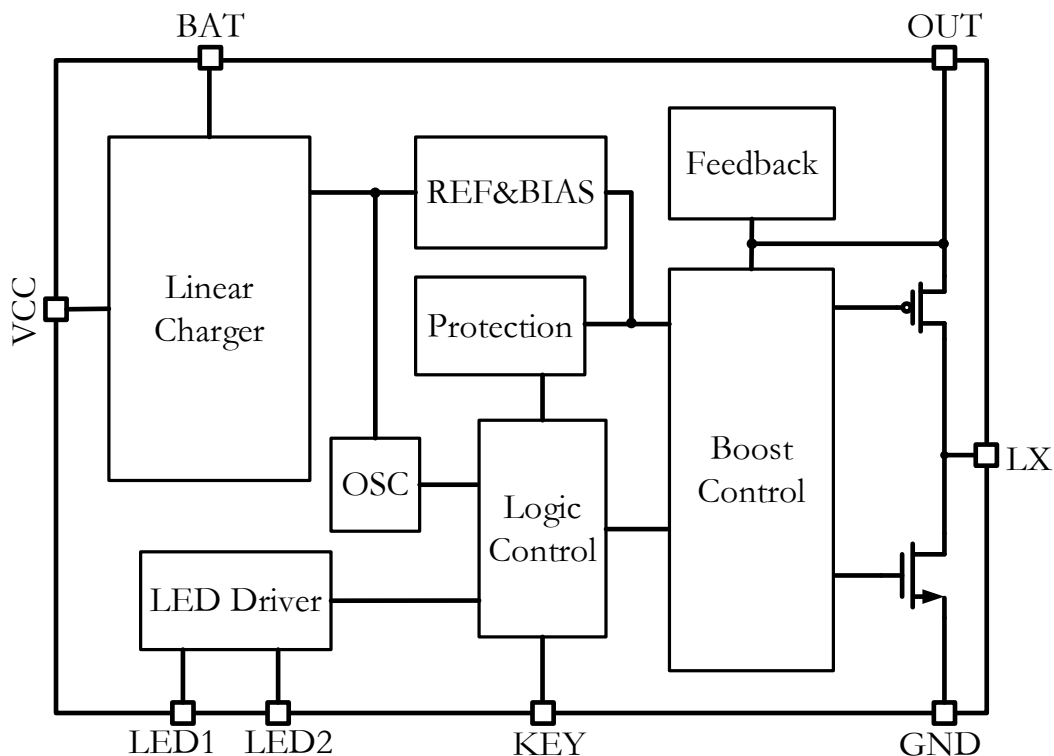 BAT
OUT
Feedback
REF&BIAS
VCC
Linear
Charger
Protection
Boost
Control
LX
OSC
Logic
Control
LED Driver
LED1
LED2
KEY
GND